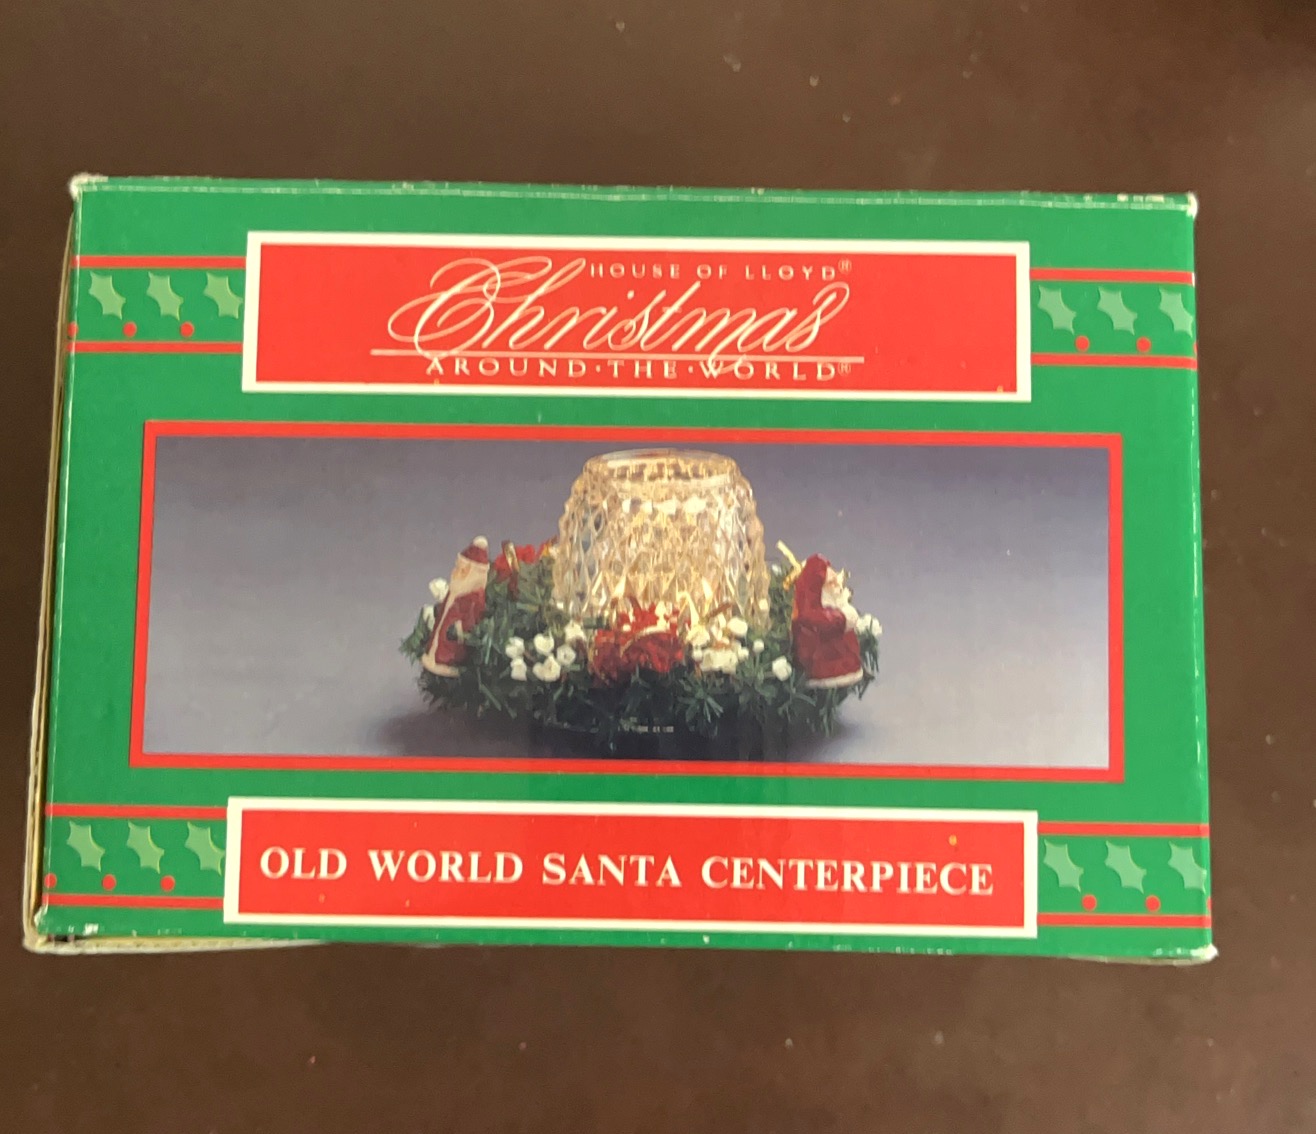 HOUSE OF LLOYD®
Christmas
AROUND·THE·WORLD®
OLD WORLD SANTA CENTERPIECE